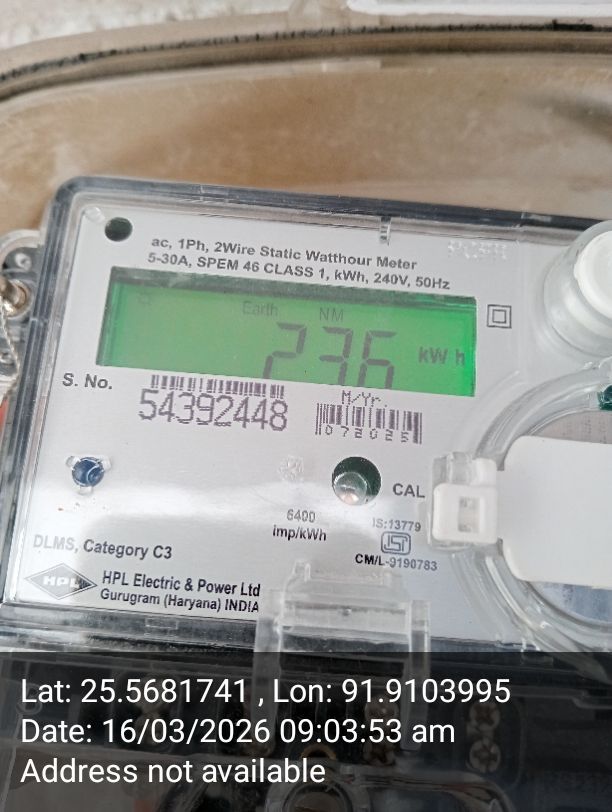 ac, 1Ph, 2Wire Static Watthour Meter
5-30A, SPEM 46 CLASS 1, kWh, 240V, 50Hz
Earth NM
236 kWh
S. No.
54392448
M/Yr.
072025
CAL
6400
imp/kWh
IS:13779
ISI
CM/L-9190783
DLMS, Category C3
HPL
HPL Electric & Power Ltd
Gurugram (Haryana) INDIA
Lat: 25.5681741 , Lon: 91.9103995
Date: 16/03/2026 09:03:53 am
Address not available